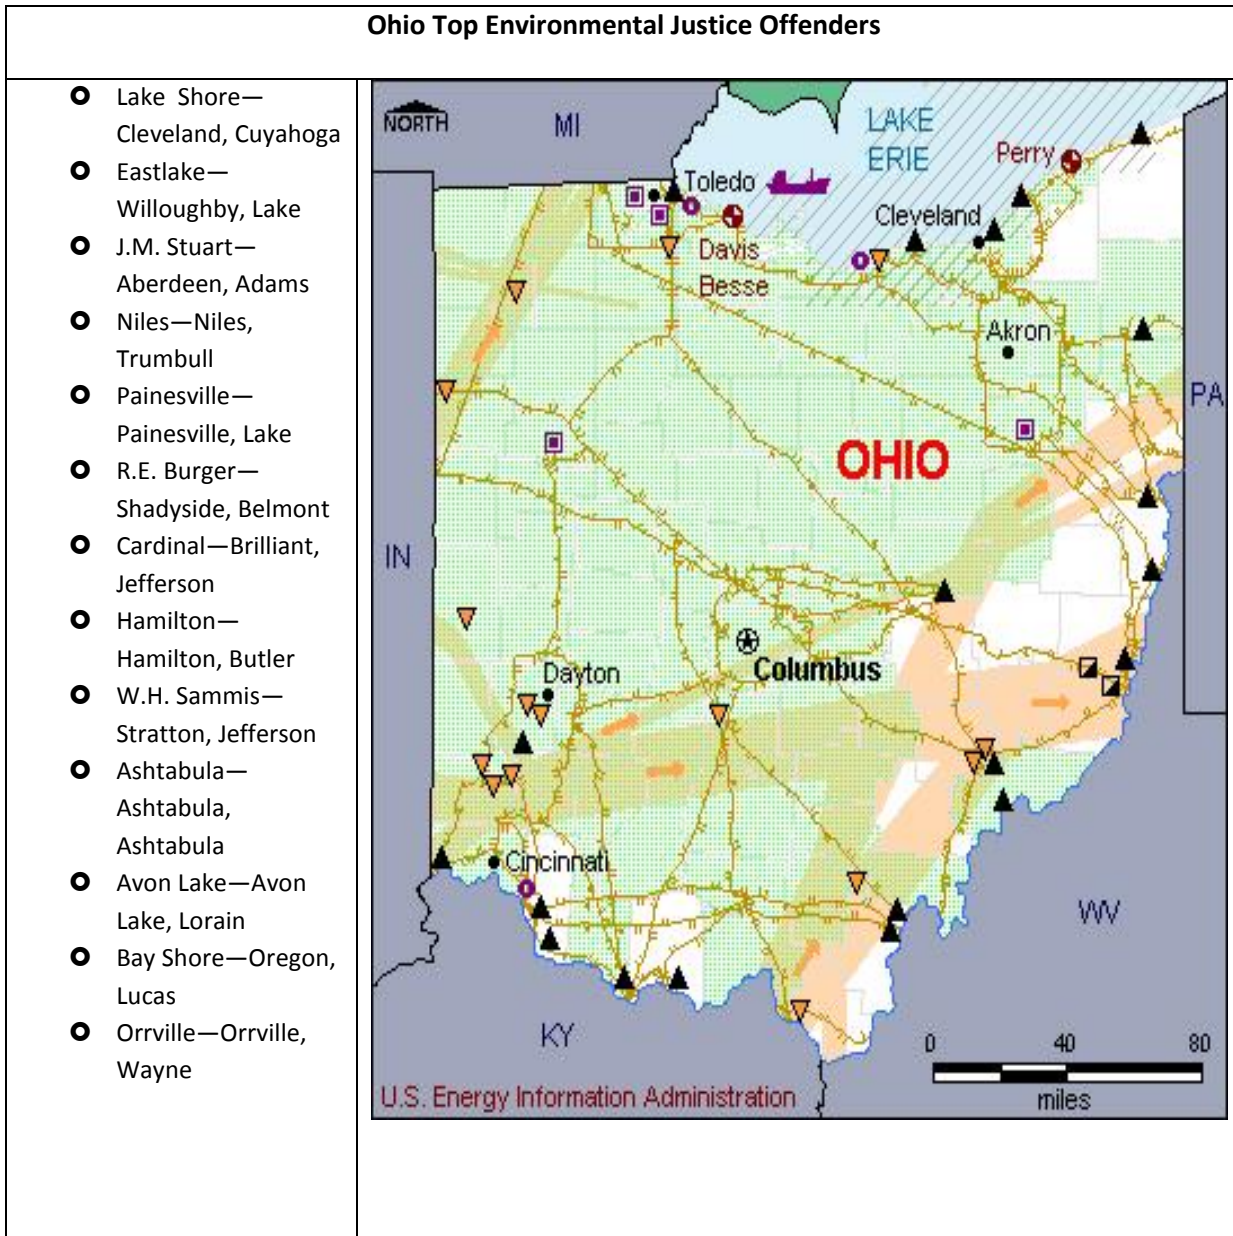 Ohio Top Environmental Justice Offenders
Lake Shore—
Cleveland, Cuyahoga
Eastlake—
Willoughby, Lake
J.M. Stuart—
Aberdeen, Adams
Niles—Niles,
Trumbull
Painesville—
Painesville, Lake
R.E. Burger—
Shadyside, Belmont
Cardinal—Brilliant,
Jefferson
Hamilton—
Hamilton, Butler
W.H. Sammis—
Stratton, Jefferson
Ashtabula—
Ashtabula,
Ashtabula
Avon Lake—Avon
Lake, Lorain
Bay Shore—Oregon,
Lucas
Orrville—Orrville,
Wayne
NORTH
MI
LAKE
ERIE
Perry
Toledo
Cleveland
Davis
Besse
Akron
PA
OHIO
IN
Columbus
Dayton
Cincinnati
WV
KY
0 40 80
miles
U.S. Energy Information Administration